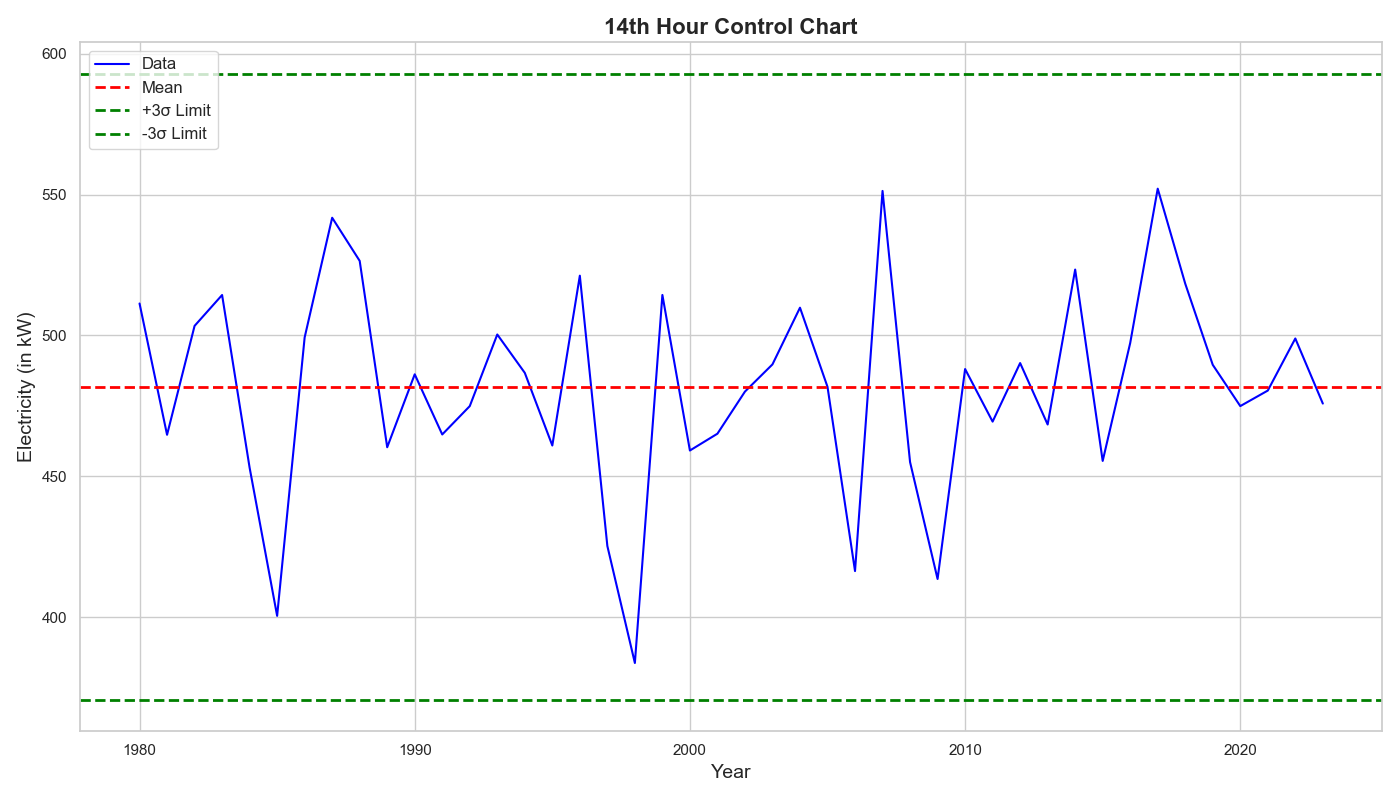 14th Hour Control Chart
Data
Mean
+3σ Limit
-3σ Limit
600
550
500
450
400
Electricity (in kW)
1980 1990 2000 2010 2020
Year